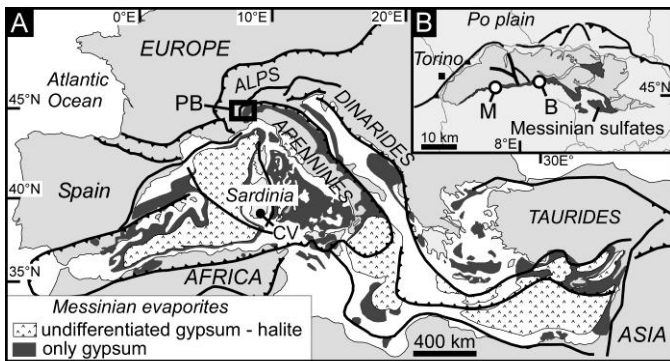 A
0°E
10°E
20°E
EUROPE
Atlantic
Ocean
ALPS
PB
45°N
DINARIDES
APENNINES
Spain
40°N
Sardinia
CV
35°N
AFRICA
30°E
TAURIDES
ASIA
400 km
Messinian evaporites
undifferentiated gypsum - halite
only gypsum
B
Po plain
Torino
M
B
45°N
Messinian sulfates
10 km
8°E